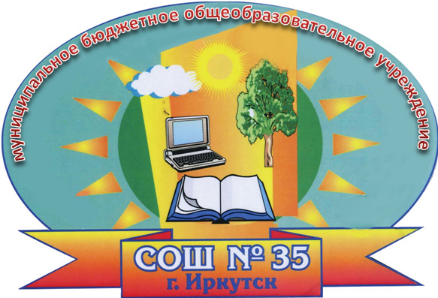 муниципальное бюджетное общеобразовательное учреждение
СОШ № 35
г. Иркутск